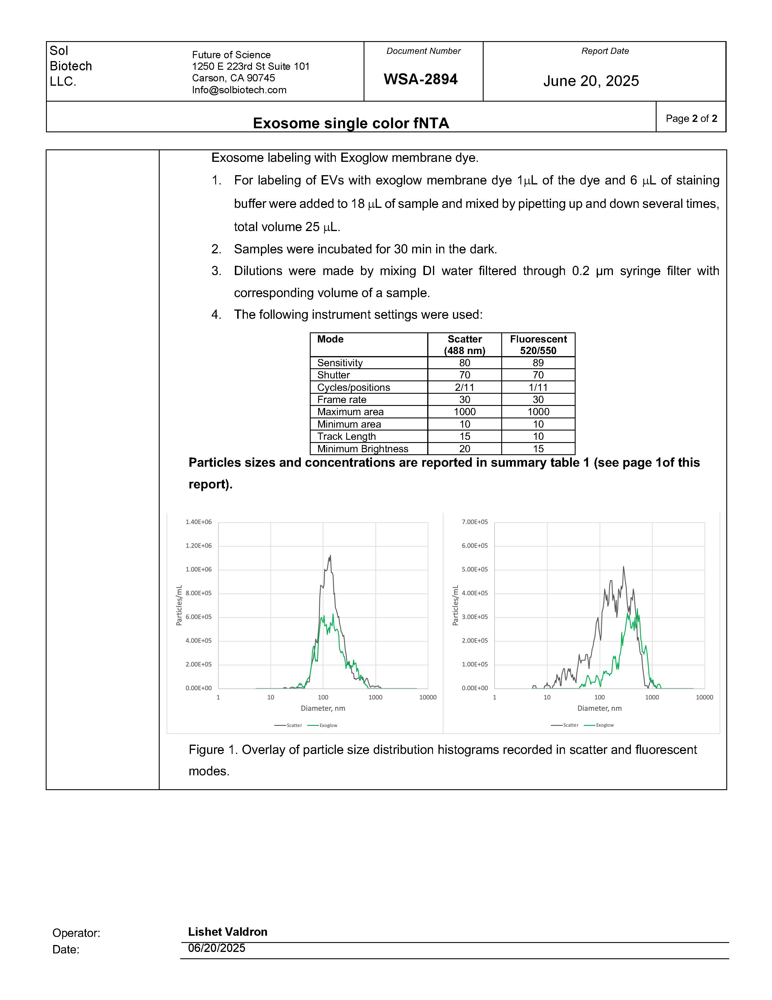 Sol
Biotech
LLC.
Future of Science
1250 E 223rd St Suite 101
Carson, CA 90745
Info@solbiotech.com
Document Number
WSA-2894
Report Date
June 20, 2025
Exosome single color fNTA
Page 2 of 2
Exosome labeling with Exoglow membrane dye.
1. For labeling of EVs with exoglow membrane dye 1μL of the dye and 6 μL of staining
buffer were added to 18 μL of sample and mixed by pipetting up and down several times,
total volume 25 μL.
2. Samples were incubated for 30 min in the dark.
3. Dilutions were made by mixing DI water filtered through 0.2 µm syringe filter with
corresponding volume of a sample.
4. The following instrument settings were used:
Mode Scatter (488 nm) Fluorescent 520/550
Sensitivity 80 89
Shutter 70 70
Cycles/positions 2/11 1/11
Frame rate 30 30
Maximum area 1000 1000
Minimum area 10 10
Track Length 15 10
Minimum Brightness 20 15
Particles sizes and concentrations are reported in summary table 1 (see page 1of this
report).
1.40E+06
1.20E+06
1.00E+06
8.00E+05
6.00E+05
4.00E+05
2.00E+05
0.00E+00
Particles/mL
1 10 100 1000 10000
Diameter, nm
Scatter Exoglow
7.00E+05
6.00E+05
5.00E+05
4.00E+05
3.00E+05
2.00E+05
1.00E+05
0.00E+00
Particles/mL
1 10 100 1000 10000
Diameter, nm
Scatter Exoglow
Figure 1. Overlay of particle size distribution histograms recorded in scatter and fluorescent
modes.
Operator: Lishet Valdron
Date: 06/20/2025